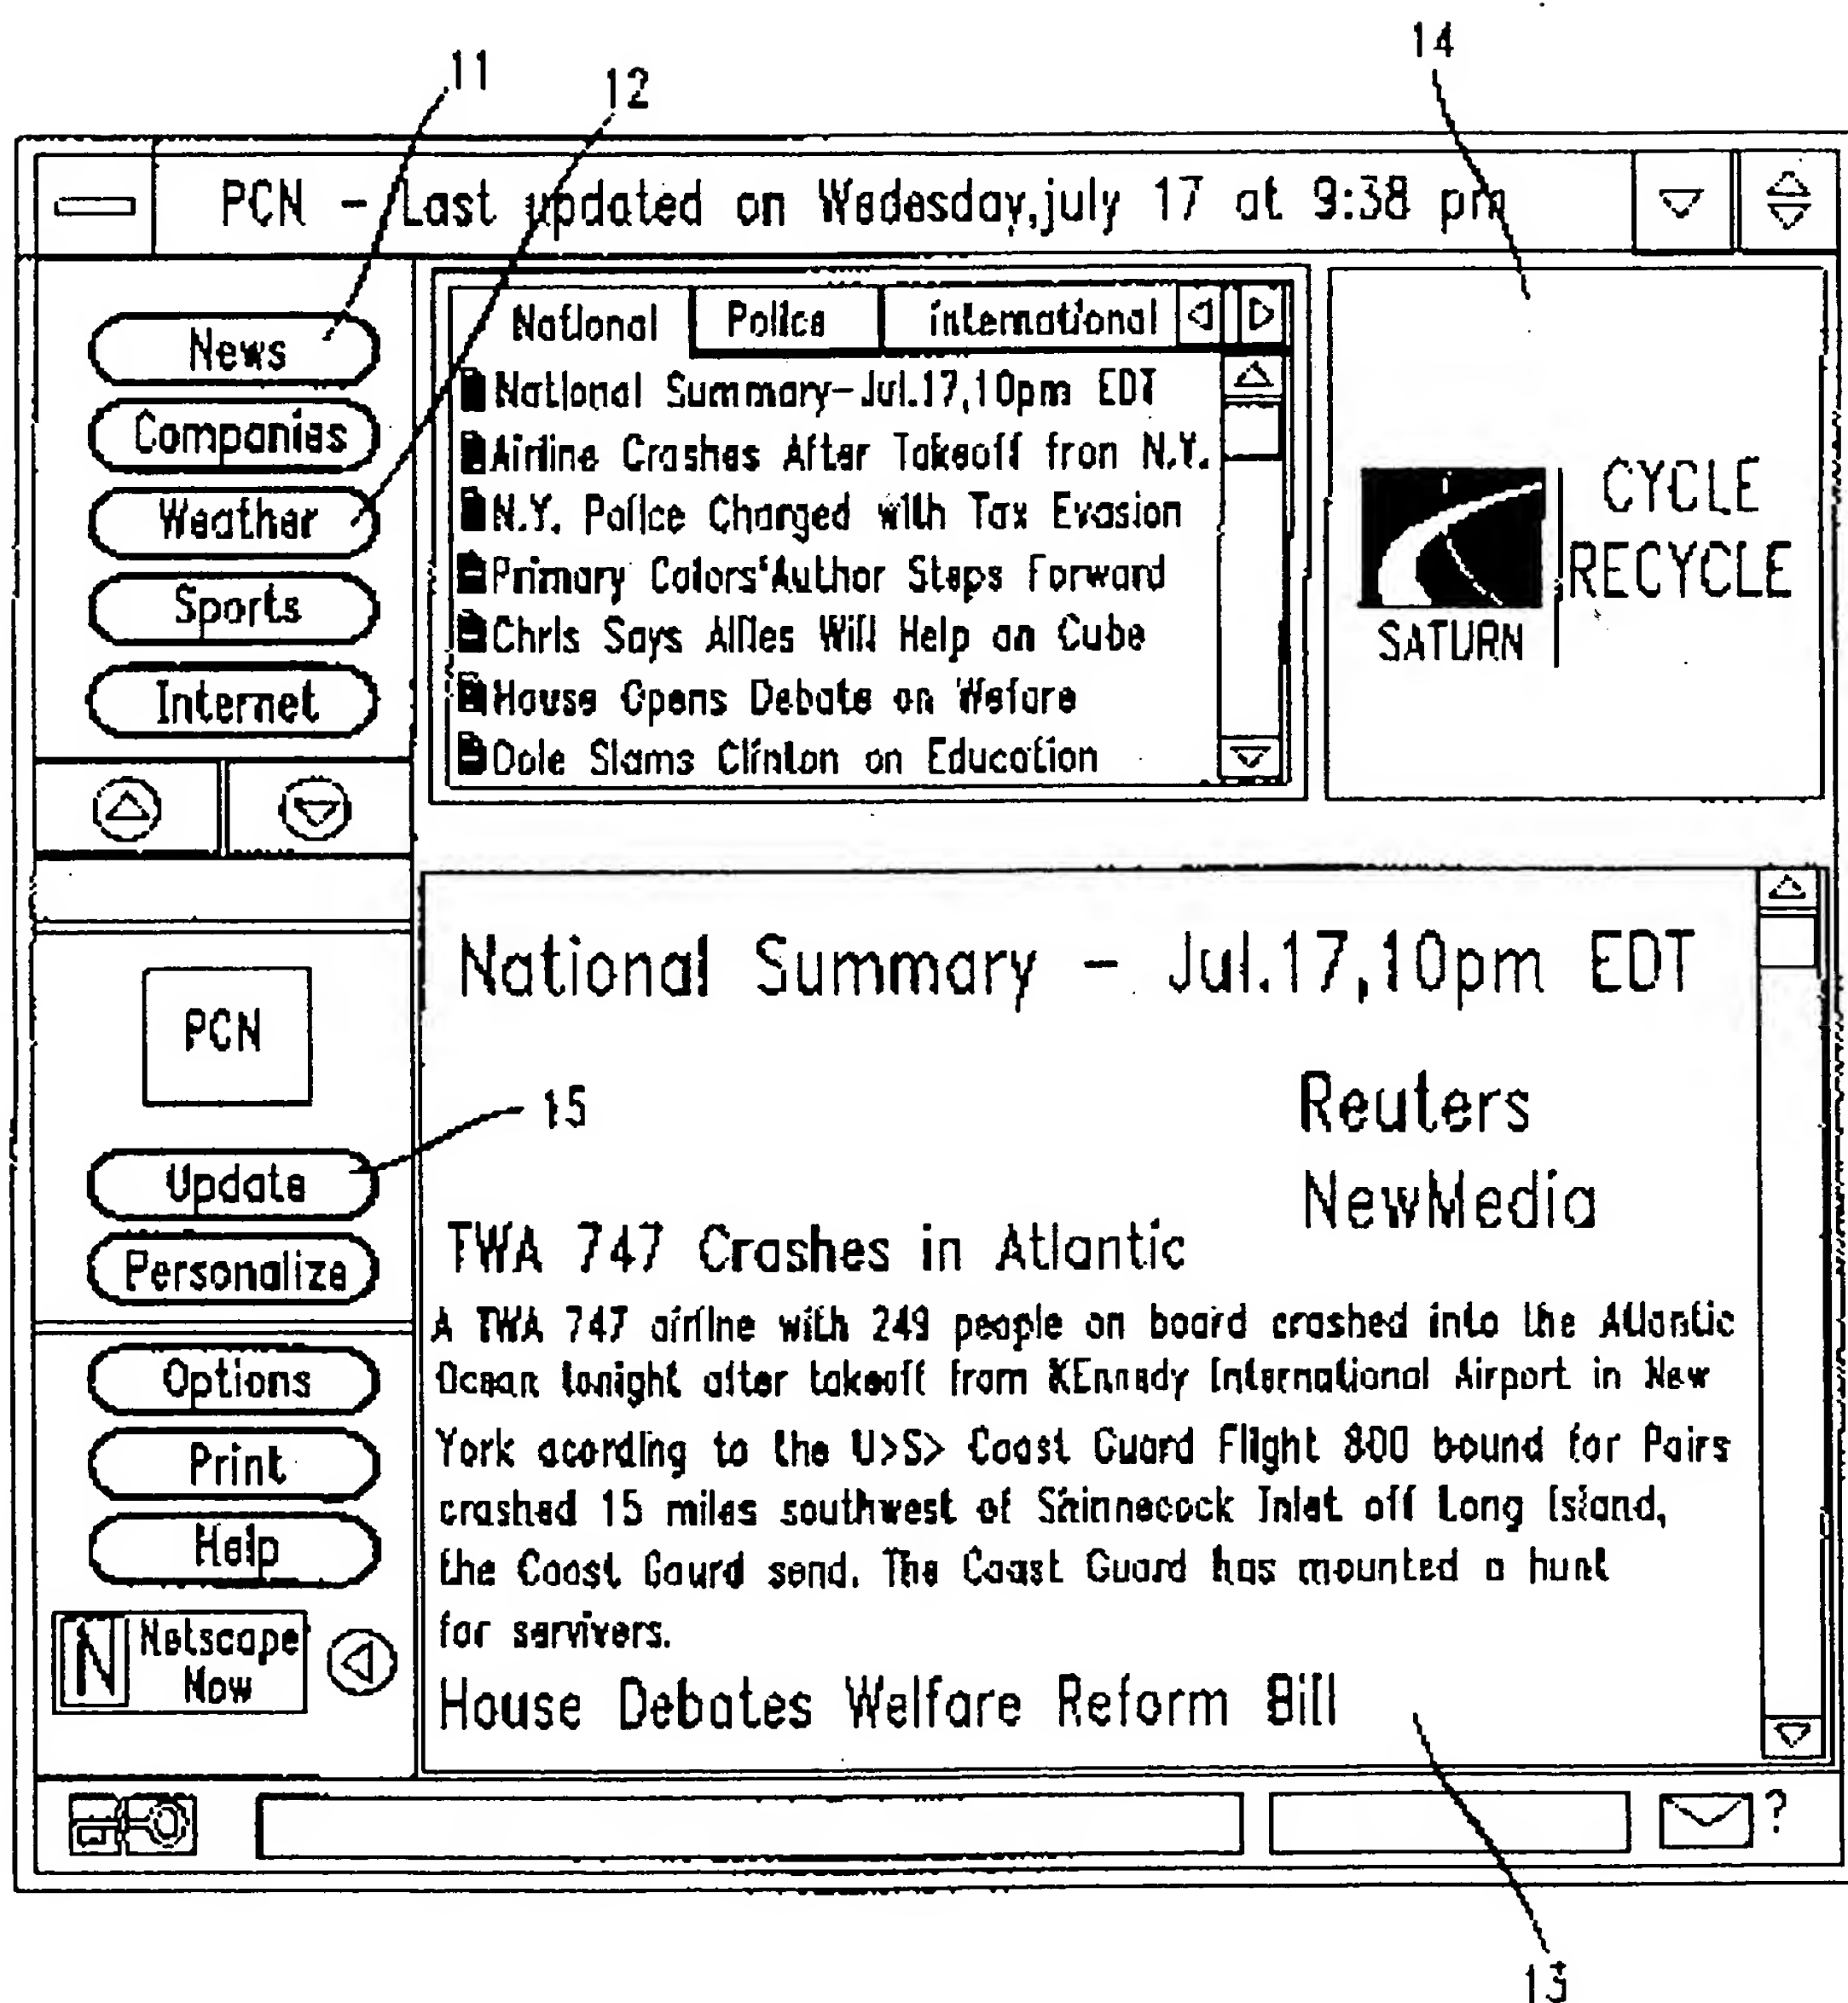 11
12
14
PCN - Last updated on Wedesday,july 17 at 9:38 pm
News
Companies
Weather
Sports
Internet
National Police international
National Summary-Jul.17,10pm EDT
Airline Crashes After Takeoff fron N.Y.
N.Y. Police Charged with Tax Evasion
Primary Colors'Author Steps Forward
Chris Says Allies Will Help on Cube
House Opens Debate on Wefare
Dole Slams Clinton on Education
CYCLE
RECYCLE
SATURN
PCN
15
Update
Personalize
Options
Print
Help
N Netscape
Now
National Summary - Jul.17,10pm EDT
Reuters
NewMedia
TWA 747 Crashes in Atlantic
A TWA 747 airline with 249 people on board crashed into the Atlantic
Ocean tonight after takeoff from KEnnedy International Airport in New
York acording to the U>S> Coast Guard Flight 800 bound for Pairs
crashed 15 miles southwest of Shinnecock Inlet off Long Island,
the Coast Gaurd send. The Coast Guard has mounted a hunt
for servivers.
House Debates Welfare Reform Bill
?
13